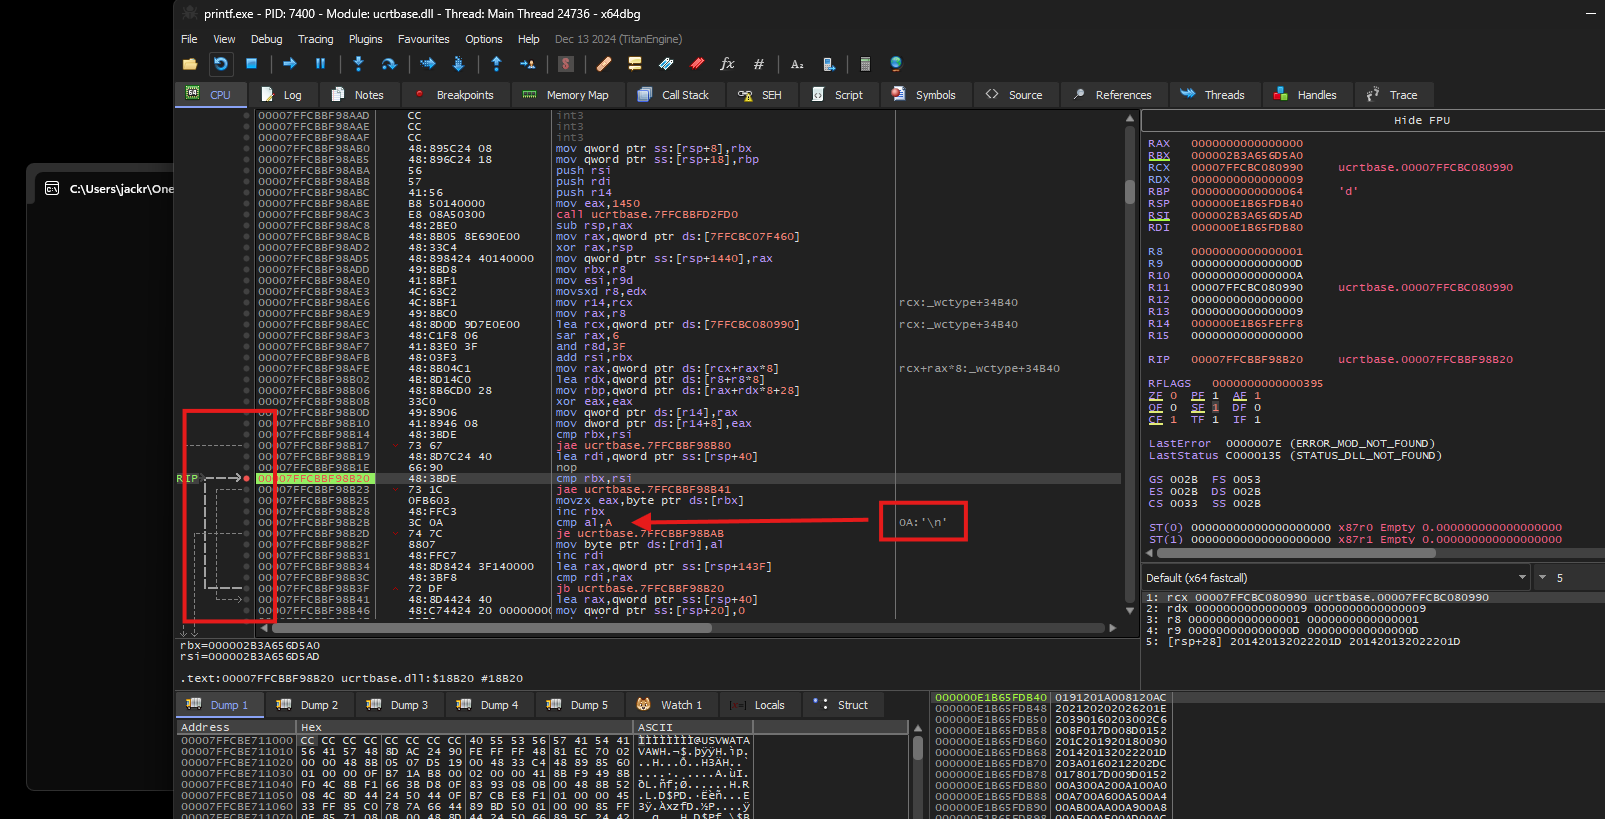 printf.exe - PID: 7400 - Module: ucrtbase.dll - Thread: Main Thread 24736 - x64dbg
File View Debug Tracing Plugins Favourites Options Help Dec 13 2024 (TitanEngine)
CPU Log Notes Breakpoints Memory Map Call Stack SEH Script Symbols Source References Threads Handles Trace
C:\Users\jackr\One
00007FFCBBF98AAD CC int3
00007FFCBBF98AAE CC int3
00007FFCBBF98AAF CC int3
00007FFCBBF98AB0 48:895C24 08 mov qword ptr ss:[rsp+8],rbx
00007FFCBBF98AB5 48:896C24 18 mov qword ptr ss:[rsp+18],rbp
00007FFCBBF98ABA 56 push rsi
00007FFCBBF98ABB 57 push rdi
00007FFCBBF98ABC 41:56 push r14
00007FFCBBF98ABE B8 50140000 mov eax,1450
00007FFCBBF98AC3 E8 08A50300 call ucrtbase.7FFCBBFD2FD0
00007FFCBBF98AC8 48:2BE0 sub rsp,rax
00007FFCBBF98ACB 48:8B05 8E690E00 mov rax,qword ptr ds:[7FFCBC07F460]
00007FFCBBF98AD2 48:33C4 xor rax,rsp
00007FFCBBF98AD5 48:898424 40140000 mov qword ptr ss:[rsp+1440],rax
00007FFCBBF98ADD 49:8BD8 mov rbx,r8
00007FFCBBF98AE0 41:8BF1 mov esi,r9d
00007FFCBBF98AE3 4C:63C2 movsxd r8,edx
00007FFCBBF98AE6 4C:8BF1 mov r14,rcx rcx:_wctype+34B40
00007FFCBBF98AE9 49:8BC0 mov rax,r8
00007FFCBBF98AEC 48:8D0D 9D7E0E00 lea rcx,qword ptr ds:[7FFCBC080990] rcx:_wctype+34B40
00007FFCBBF98AF3 48:C1F8 06 sar rax,6
00007FFCBBF98AF7 41:83E0 3F and r8d,3F
00007FFCBBF98AFB 48:03F3 add rsi,rbx
00007FFCBBF98AFE 48:8B04C1 mov rax,qword ptr ds:[rcx+rax*8] rcx+rax*8:_wctype+34B40
00007FFCBBF98B02 4B:8D14C0 lea rdx,qword ptr ds:[r8+r8*8]
00007FFCBBF98B06 48:8B6CD0 28 mov rbp,qword ptr ds:[rax+rdx*8+28]
00007FFCBBF98B0B 33C0 xor eax,eax
00007FFCBBF98B0D 49:8906 mov qword ptr ds:[r14],rax
00007FFCBBF98B10 41:8946 08 mov dword ptr ds:[r14+8],eax
00007FFCBBF98B14 48:3BDE cmp rbx,rsi
00007FFCBBF98B17 73 67 jae ucrtbase.7FFCBBF98B80
00007FFCBBF98B19 48:8D7C24 40 lea rdi,qword ptr ss:[rsp+40]
00007FFCBBF98B1E 66:90 nop
RIP 00007FFCBBF98B20 48:3BDE cmp rbx,rsi
00007FFCBBF98B23 73 1C jae ucrtbase.7FFCBBF98B41
00007FFCBBF98B25 0FB603 movzx eax,byte ptr ds:[rbx]
00007FFCBBF98B28 48:FFC3 inc rbx
00007FFCBBF98B2B 3C 0A cmp al,A 0A:'\n'
00007FFCBBF98B2D 74 7C je ucrtbase.7FFCBBF98BAB
00007FFCBBF98B2F 8807 mov byte ptr ds:[rdi],al
00007FFCBBF98B31 48:FFC7 inc rdi
00007FFCBBF98B34 48:8D8424 3F140000 lea rax,qword ptr ss:[rsp+143F]
00007FFCBBF98B3C 48:3BF8 cmp rdi,rax
00007FFCBBF98B3F 72 DF jb ucrtbase.7FFCBBF98B20
00007FFCBBF98B41 48:8D4424 40 lea rax,qword ptr ss:[rsp+40]
00007FFCBBF98B46 48:C74424 20 0000000 mov qword ptr ss:[rsp+20],0
rbx=000002B3A656D5A0
rsi=000002B3A656D5AD
.text:00007FFCBBF98B20 ucrtbase.dll:$18B20 #18B20
Hide FPU
RAX 0000000000000000
RBX 000002B3A656D5A0
RCX 00007FFCBC080990 ucrtbase.00007FFCBC080990
RDX 0000000000000009
RBP 0000000000000064 'd'
RSP 000000E1B65FDB40
RSI 000002B3A656D5AD
RDI 000000E1B65FDB80
R8 0000000000000001
R9 000000000000000D
R10 000000000000000A
R11 00007FFCBC080990 ucrtbase.00007FFCBC080990
R12 0000000000000000
R13 0000000000000009
R14 000000E1B65FEFF8
R15 0000000000000000
RIP 00007FFCBBF98B20 ucrtbase.00007FFCBBF98B20
RFLAGS 0000000000000395
ZF 0 PF 1 AF 1
OF 0 SF 1 DF 0
CF 1 TF 1 IF 1
LastError 0000007E (ERROR_MOD_NOT_FOUND)
LastStatus C0000135 (STATUS_DLL_NOT_FOUND)
GS 002B FS 0053
ES 002B DS 002B
CS 0033 SS 002B
ST(0) 00000000000000000000 x87r0 Empty 0.000000000000000000
ST(1) 00000000000000000000 x87r1 Empty 0.000000000000000000
Default (x64 fastcall) 5
1: rcx 00007FFCBC080990 ucrtbase.00007FFCBC080990
2: rdx 0000000000000009 0000000000000009
3: r8 0000000000000001 0000000000000001
4: r9 000000000000000D 000000000000000D
5: [rsp+28] 201420132022201D 201420132022201D
Dump 1 Dump 2 Dump 3 Dump 4 Dump 5 Watch 1 Locals Struct
Address Hex ASCII
00007FFCBE711000 CC CC CC CC CC CC CC 40 55 53 56 57 41 54 41
00007FFCBE711010 56 41 57 48 8D AC 24 90 FE FF FF 48 81 EC 70 02
00007FFCBE711020 00 00 48 8B 05 07 D5 19 00 48 33 C4 48 89 85 60
00007FFCBE711030 01 00 00 0F B7 1A B8 00 02 00 00 41 8B F9 49 8B
00007FFCBE711040 F0 4C 8B F1 66 3B D8 0F 83 93 08 0B 00 48 8B 52
00007FFCBE711050 08 4C 8D 44 24 50 44 0F B7 CB E8 F1 01 00 00 45
00007FFCBE711060 33 FF 85 C0 78 7A 66 44 89 BD 50 01 00 00 85 FF
000000E1B65FDB40 0191201A008120AC
000000E1B65FDB48 202120202026201E
000000E1B65FDB50 20390160203002C6
000000E1B65FDB58 008F017D008D0152
000000E1B65FDB60 201C201920180090
000000E1B65FDB68 201420132022201D
000000E1B65FDB70 203A0160212202DC
000000E1B65FDB78 0178017D009D0152
000000E1B65FDB80 00A300A200A100A0
000000E1B65FDB88 00A700A600A500A4
000000E1B65FDB90 00AB00AA00A900A8